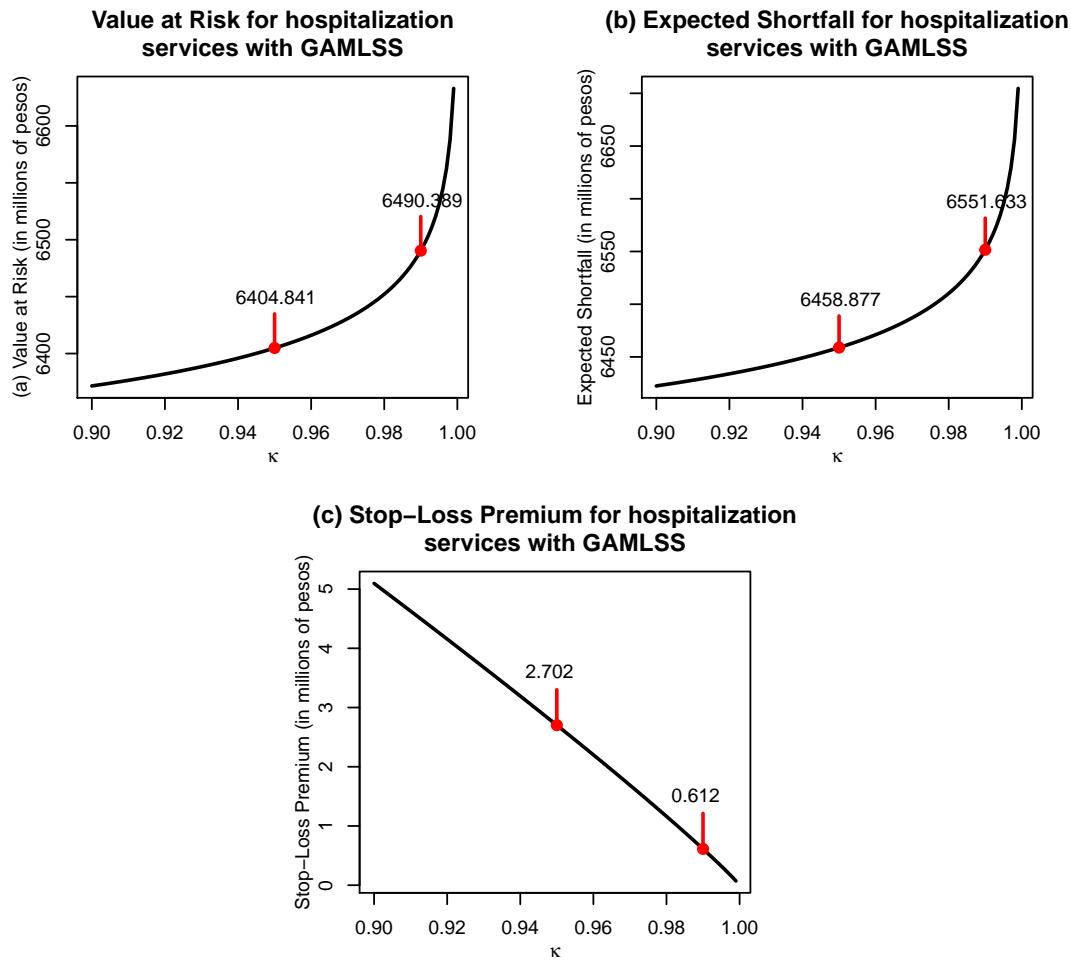 Value at Risk for hospitalization
services with GAMLSS
(a) Value at Risk (in millions of pesos)
6600
6500
6400
6490.389
6404.841
0.90 0.92 0.94 0.96 0.98 1.00
κ
(b) Expected Shortfall for hospitalization
services with GAMLSS
Expected Shortfall (in millions of pesos)
6650
6550
6450
6551.633
6458.877
0.90 0.92 0.94 0.96 0.98 1.00
κ
(c) Stop−Loss Premium for hospitalization
services with GAMLSS
Stop−Loss Premium (in millions of pesos)
5
4
3
2
1
0
2.702
0.612
0.90 0.92 0.94 0.96 0.98 1.00
κ